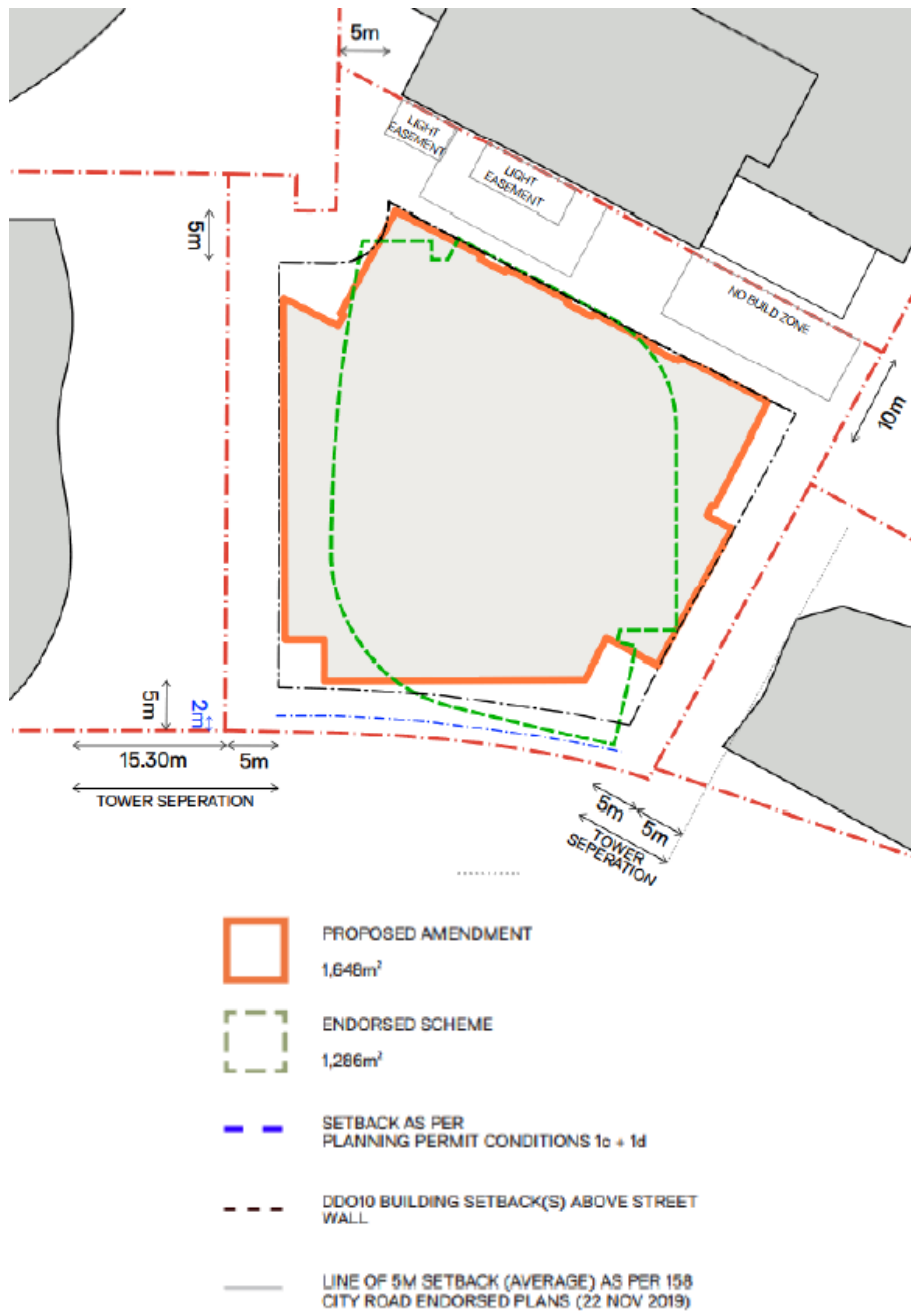 5m
LIGHT
EASEMENT
LIGHT
EASEMENT
5m
NO BUILD ZONE
10m
5m
2m
15.30m
5m
TOWER SEPERATION
5m
5m
TOWER
SEPERATION
PROPOSED AMENDMENT
1,648m²
ENDORSED SCHEME
1,286m²
SETBACK AS PER
PLANNING PERMIT CONDITIONS 1c + 1d
DDO10 BUILDING SETBACK(S) ABOVE STREET
WALL
LINE OF 5M SETBACK (AVERAGE) AS PER 158
CITY ROAD ENDORSED PLANS (22 NOV 2019)